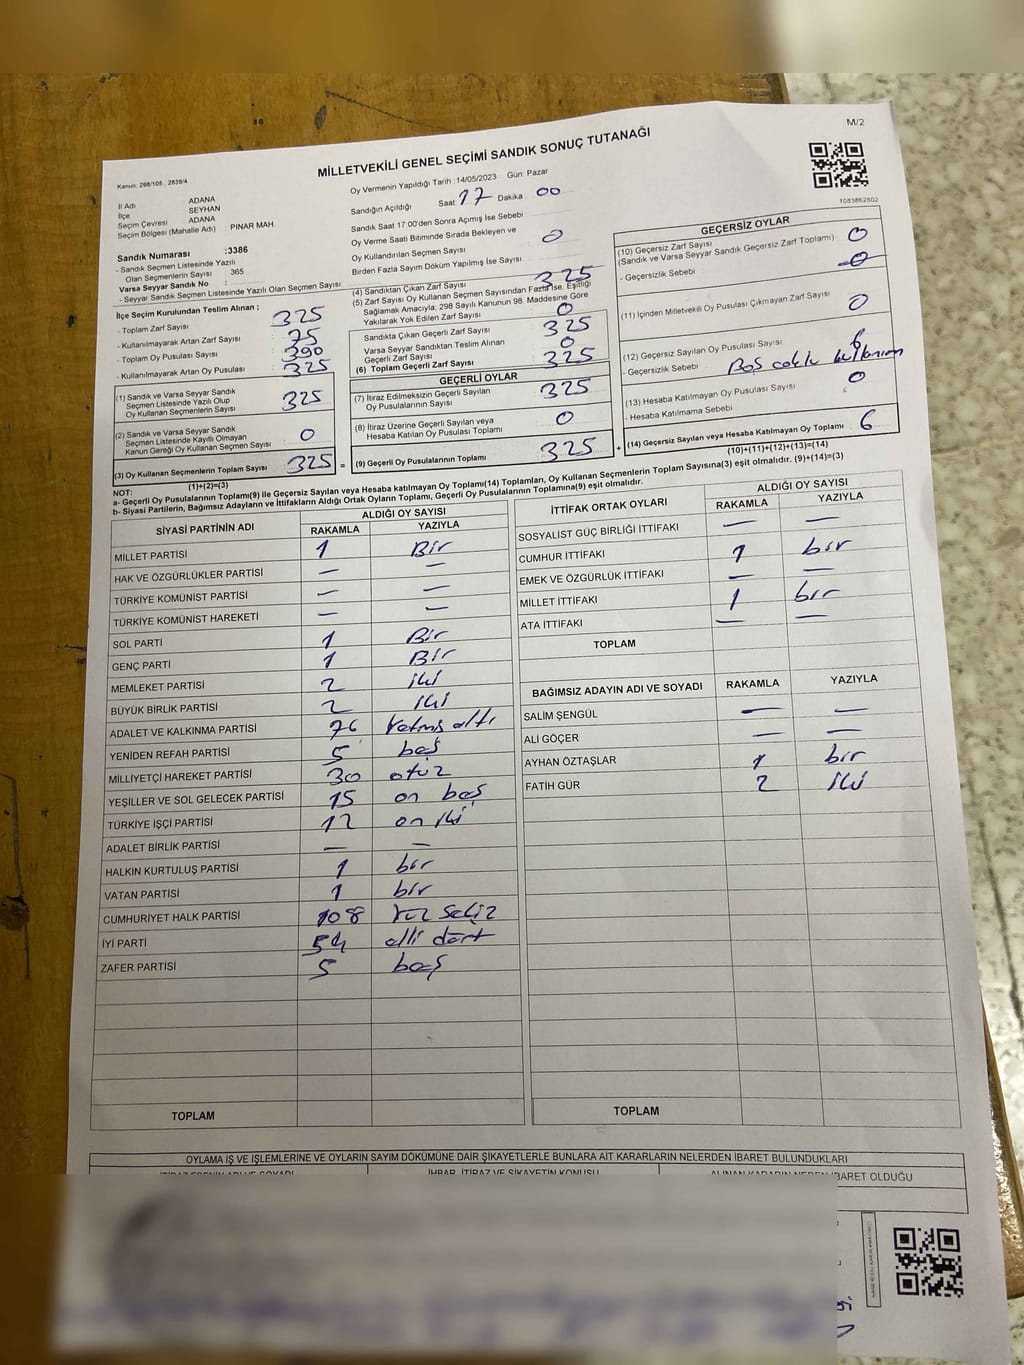 M/2
MİLLETVEKİLİ GENEL SEÇİMİ SANDIK SONUÇ TUTANAĞI
Kanun: 298/105 , 2839/4
1083862802
İl Adı ADANA
İlçe SEYHAN
Seçim Çevresi ADANA
Seçim Bölgesi (Mahalle Adı) : PINAR MAH
Sandık Numarası :3386
- Sandık Seçmen Listesinde Yazılı
Olan Seçmenlerin Sayısı : 365
Varsa Seyyar Sandık No :
- Seyyar Sandık Seçmen Listesinde Yazılı Olan Seçmen Sayısı
Oy Vermenin Yapıldığı Tarih :14/05/2023 Gün: Pazar
Sandığın Açıldığı Saat 17 Dakika 00
Sandık Saat 17:00'den Sonra Açılmış İse Sebebi
Oy Verme Saati Bitiminde Sırada Bekleyen ve
Oy Kullandırılan Seçmen Sayısı : 0
Birden Fazla Sayım Döküm Yapılmış İse Sayısı
İlçe Seçim Kurulundan Teslim Alınan ;
- Toplam Zarf Sayısı : 325
- Kullanılmayarak Artan Zarf Sayısı : 75
- Toplam Oy Pusulası Sayısı : 390
- Kullanılmayarak Artan Oy Pusulası : 325
(1) Sandık ve Varsa Seyyar Sandık
Seçmen Listesinde Yazılı Olup
Oy Kullanan Seçmenlerin Sayısı : 325
(2) Sandık ve Varsa Seyyar Sandık
Seçmen Listesinde Kayıtlı Olmayan
Kanun Gereği Oy Kullanan Seçmen Sayısı : 0
(3) Oy Kullanan Seçmenlerin Toplam Sayısı : 325 =
(1)+(2)=(3)
(4) Sandıktan Çıkan Zarf Sayısı 325
(5) Zarf Sayısı Oy Kullanan Seçmen Sayısından Fazla ise, Eşitliği
Sağlamak Amacıyla, 298 Sayılı Kanunun 98. Maddesine Göre
Yakılarak Yok Edilen Zarf Sayısı : 0
Sandıkta Çıkan Geçerli Zarf Sayısı : 325
Varsa Seyyar Sandıktan Teslim Alınan
Geçerli Zarf Sayısı : 0
(6) Toplam Geçerli Zarf Sayısı : 325
GEÇERLİ OYLAR
(7) İtiraz Edilmeksizin Geçerli Sayılan
Oy Pusulalarının Sayısı : 325
(8) İtiraz Üzerine Geçerli Sayılan veya
Hesaba Katılan Oy Pusulası Toplamı : 0
(9) Geçerli Oy Pusulalarının Toplamı : 325 +
GEÇERSİZ OYLAR
(10) Geçersiz Zarf Sayısı : 0
(Sandık ve Varsa Seyyar Sandık Geçersiz Zarf Toplamı)
- Geçersizlik Sebebi : 0
(11) İçinden Milletvekili Oy Pusulası Çıkmayan Zarf Sayısı : 0
(12) Geçersiz Sayılan Oy Pusulası Sayısı : 6
- Geçersizlik Sebebi : Boş
(13) Hesaba Katılmayan Oy Pusulası Sayısı : 0
- Hesaba Katılmama Sebebi
(14) Geçersiz Sayılan veya Hesaba Katılmayan Oy Toplamı : 6
(10)+(11)+(12)+(13)=(14)
NOT:
a- Geçerli Oy Pusulalarının Toplamı(9) ile Geçersiz Sayılan veya Hesaba katılmayan Oy Toplamı(14) Toplamları, Oy Kullanan Seçmenlerin Toplam Sayısına(3) eşit olmalıdır. (9)+(14)=(3)
b- Siyasi Partilerin, Bağımsız Adayların ve İttifakların Aldığı Ortak Oyların Toplamı, Geçerli Oy Pusulalarının Toplamına(9) eşit olmalıdır.
SİYASİ PARTİNİN ADI ALDIĞI OY SAYISI
RAKAMLA YAZIYLA
MİLLET PARTİSİ 1 Bir
HAK VE ÖZGÜRLÜKLER PARTİSİ — —
TÜRKİYE KOMÜNİST PARTİSİ — —
TÜRKİYE KOMÜNİST HAREKETİ — —
SOL PARTİ 1 Bir
GENÇ PARTİ 1 Bir
MEMLEKET PARTİSİ 2 iki
BÜYÜK BİRLİK PARTİSİ 2 iki
ADALET VE KALKINMA PARTİSİ 76 Yetmiş altı
YENİDEN REFAH PARTİSİ 5 beş
MİLLİYETÇİ HAREKET PARTİSİ 30 otuz
YEŞİLLER VE SOL GELECEK PARTİSİ 15 on beş
TÜRKİYE İŞÇİ PARTİSİ 12 on iki
ADALET BİRLİK PARTİSİ — —
HALKIN KURTULUŞ PARTİSİ 1 bir
VATAN PARTİSİ 1 bir
CUMHURİYET HALK PARTİSİ 108 Yüz sekiz
İYİ PARTİ 54 elli dört
ZAFER PARTİSİ 5 beş
TOPLAM
İTTİFAK ORTAK OYLARI ALDIĞI OY SAYISI
RAKAMLA YAZIYLA
SOSYALİST GÜÇ BİRLİĞİ İTTİFAKI — —
CUMHUR İTTİFAKI 1 bir
EMEK VE ÖZGÜRLÜK İTTİFAKI — —
MİLLET İTTİFAKI 1 bir
ATA İTTİFAKI — —
TOPLAM
BAĞIMSIZ ADAYIN ADI VE SOYADI RAKAMLA YAZIYLA
SALİM ŞENGÜL — —
ALİ GÖÇER — —
AYHAN ÖZTAŞLAR 1 bir
FATİH GÜR 2 iki
TOPLAM
OYLAMA İŞ VE İŞLEMLERİNE VE OYLARIN SAYIM DÖKÜMÜNE DAİR ŞİKAYETLERLE BUNLARA AİT KARARLARIN NELERDEN İBARET BULUNDUKLARI
İTİRAZ EDENİN ADI VE SOYADI İHBAR, İTİRAZ VE ŞİKAYETİN KONUSU ALINAN KARARIN NEDEN İBARET OLDUĞU